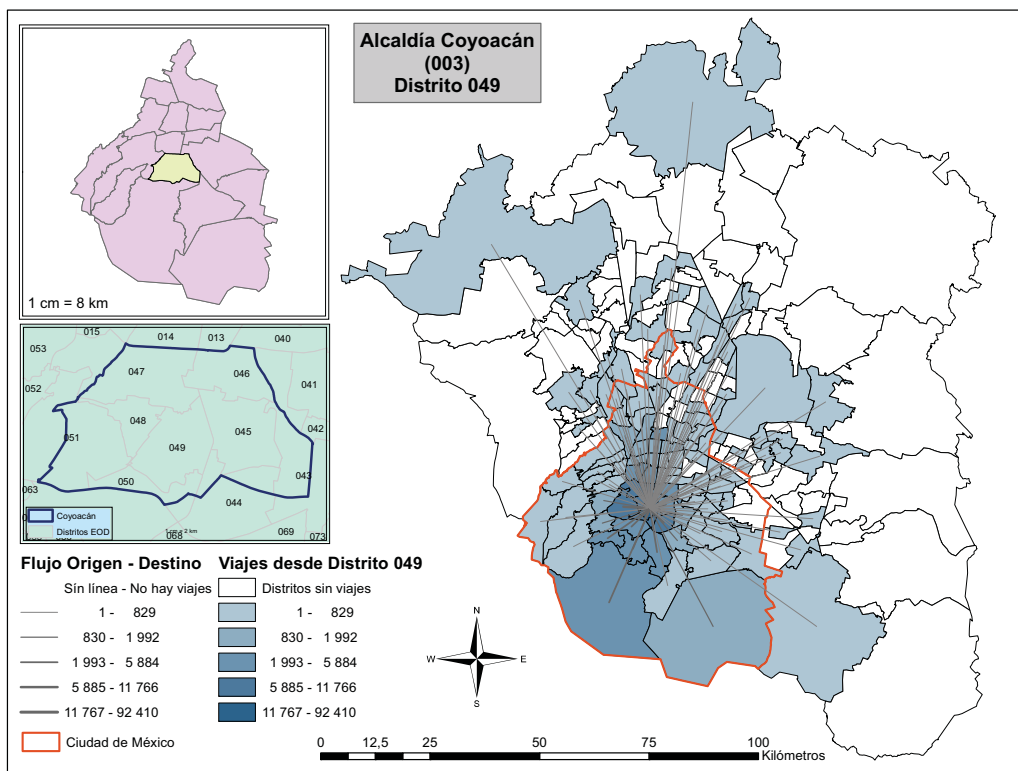 Alcaldía Coyoacán
(003)
Distrito 049
1 cm = 8 km
015
014
013
040
053
047
046
041
052
048
042
051
049
045
050
043
063
044
068
069
073
Coyoacán
Distritos EOD
1 cm = 2 km
Flujo Origen - Destino
Sín línea - No hay viajes
1 - 829
830 - 1 992
1 993 - 5 884
5 885 - 11 766
11 767 - 92 410
Ciudad de México
Viajes desde Distrito 049
Distritos sin viajes
1 - 829
830 - 1 992
1 993 - 5 884
5 885 - 11 766
11 767 - 92 410
N
W
E
S
0 12,5 25 50 75 100
Kilómetros